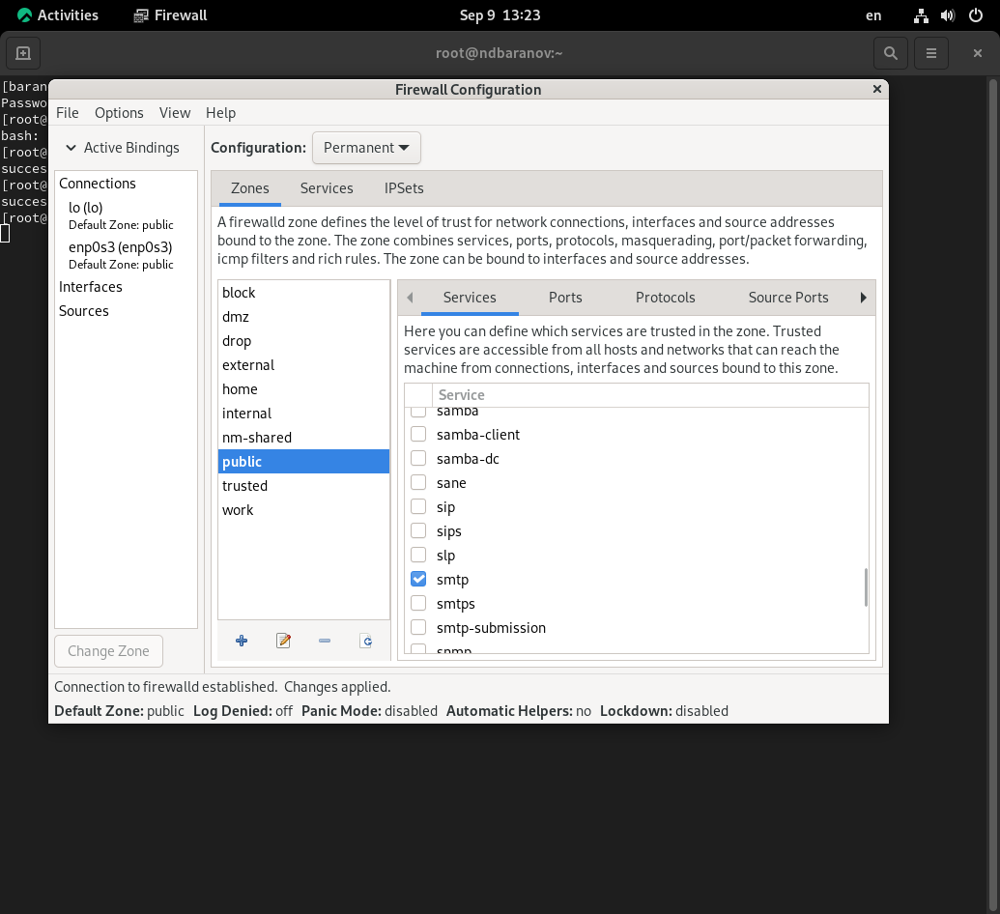 Activities Firewall Sep 9 13:23 en
root@ndbaranov:~
[baran
Passwo
[root@
bash:
[root@
succes
[root@
succes
[root@
Firewall Configuration
File Options View Help
Active Bindings
Connections
lo (lo)
Default Zone: public
enp0s3 (enp0s3)
Default Zone: public
Interfaces
Sources
Change Zone
Configuration: Permanent
Zones Services IPSets
A firewalld zone defines the level of trust for network connections, interfaces and source addresses
bound to the zone. The zone combines services, ports, protocols, masquerading, port/packet forwarding,
icmp filters and rich rules. The zone can be bound to interfaces and source addresses.
block
dmz
drop
external
home
internal
nm-shared
public
trusted
work
Services Ports Protocols Source Ports
Here you can define which services are trusted in the zone. Trusted
services are accessible from all hosts and networks that can reach the
machine from connections, interfaces and sources bound to this zone.
Service
samba
samba-client
samba-dc
sane
sip
sips
slp
smtp
smtps
smtp-submission
snmp
Connection to firewalld established. Changes applied.
Default Zone: public Log Denied: off Panic Mode: disabled Automatic Helpers: no Lockdown: disabled